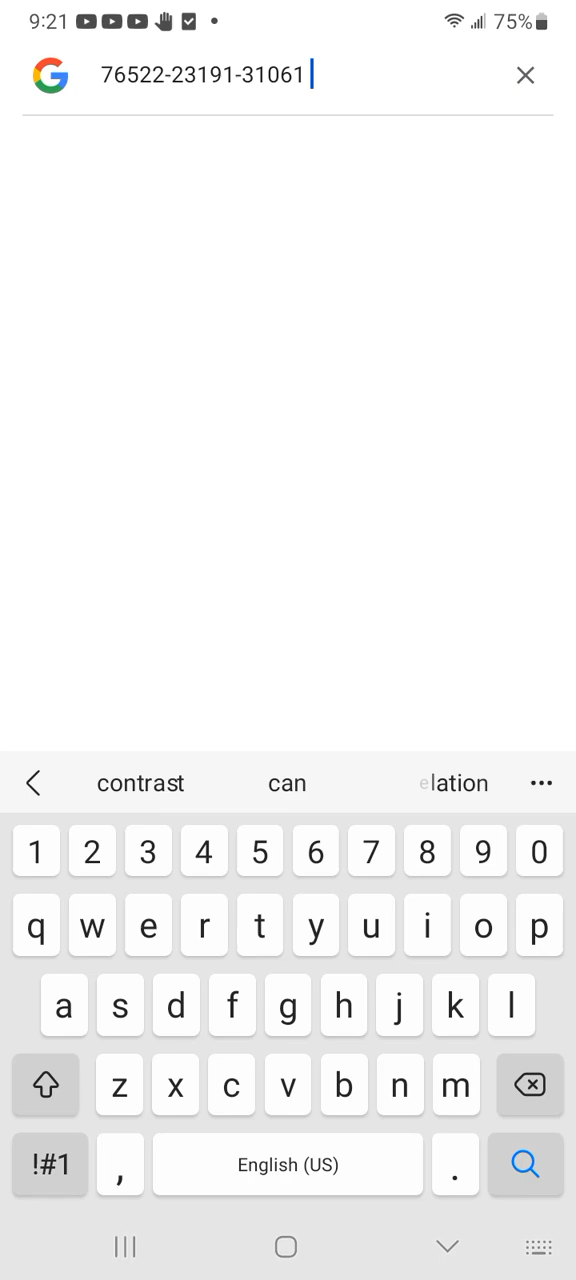 9:21 75%
76522-23191-31061
contrast can elation
1 2 3 4 5 6 7 8 9 0
q w e r t y u i o p
a s d f g h j k l
z x c v b n m
!#1 , English (US) .